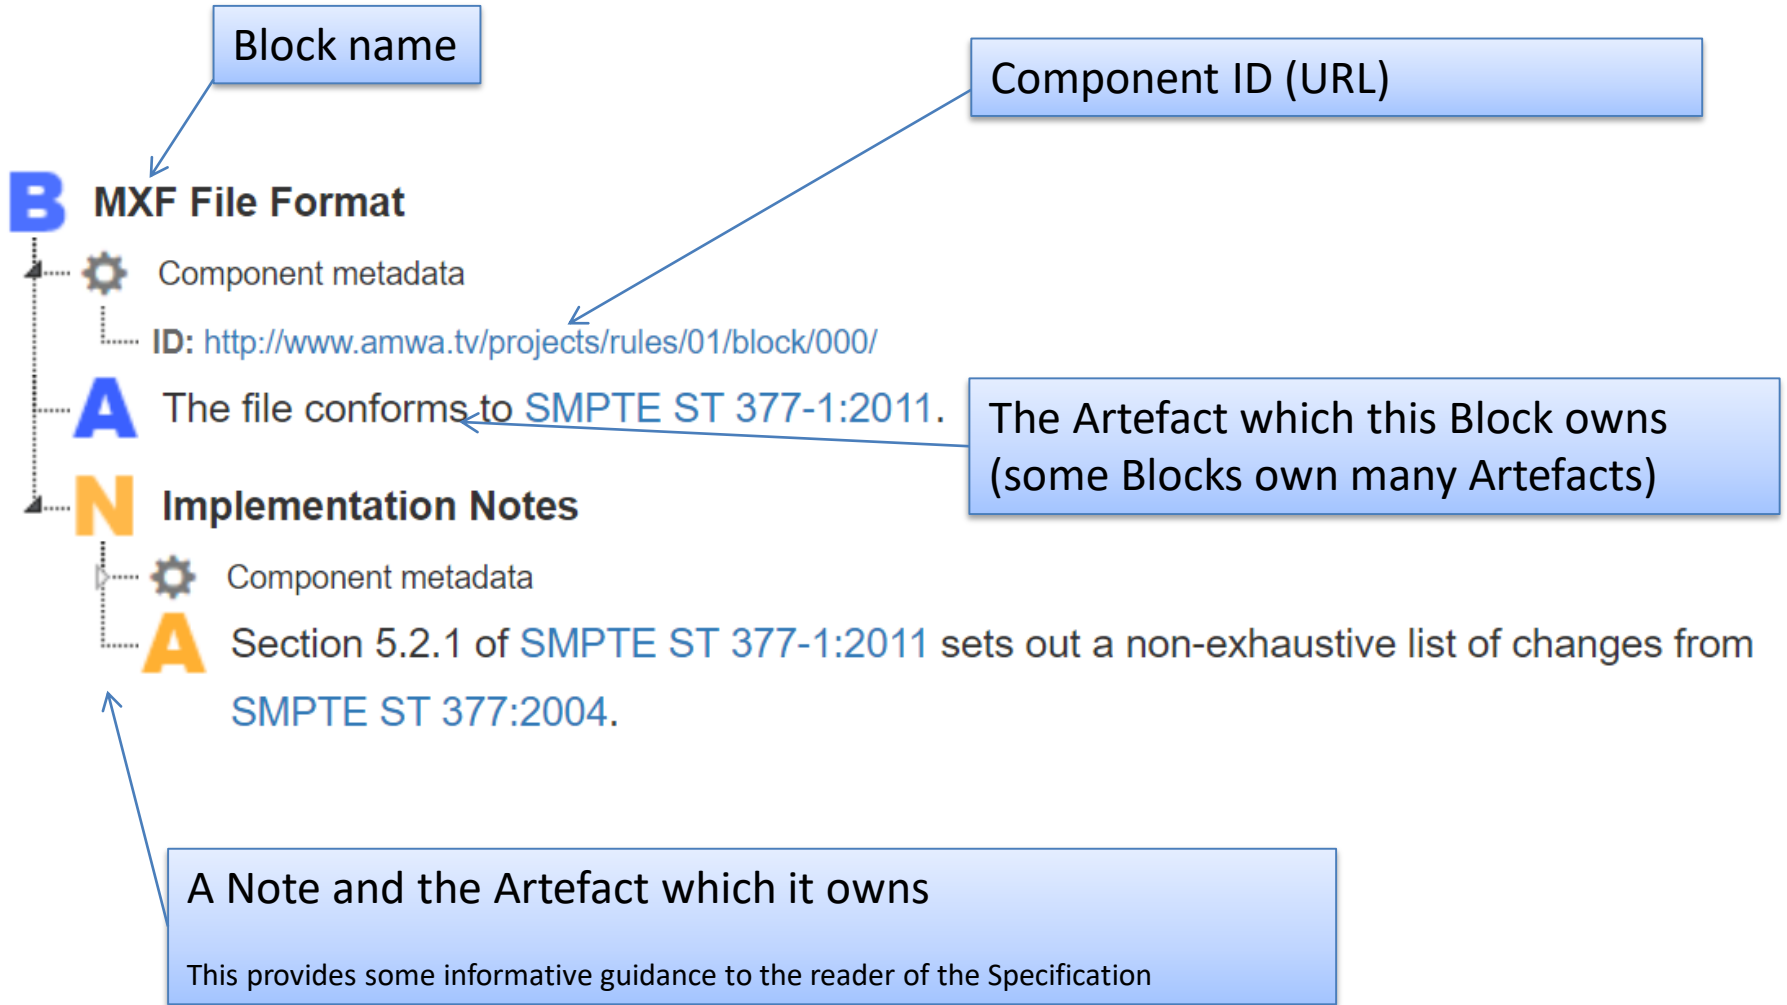 Block name
Component ID (URL)
B MXF File Format
Component metadata
ID: http://www.amwa.tv/projects/rules/01/block/000/
A The file conforms to SMPTE ST 377-1:2011.
The Artefact which this Block owns
(some Blocks own many Artefacts)
N Implementation Notes
Component metadata
A Section 5.2.1 of SMPTE ST 377-1:2011 sets out a non-exhaustive list of changes from
SMPTE ST 377:2004.
A Note and the Artefact which it owns
This provides some informative guidance to the reader of the Specification